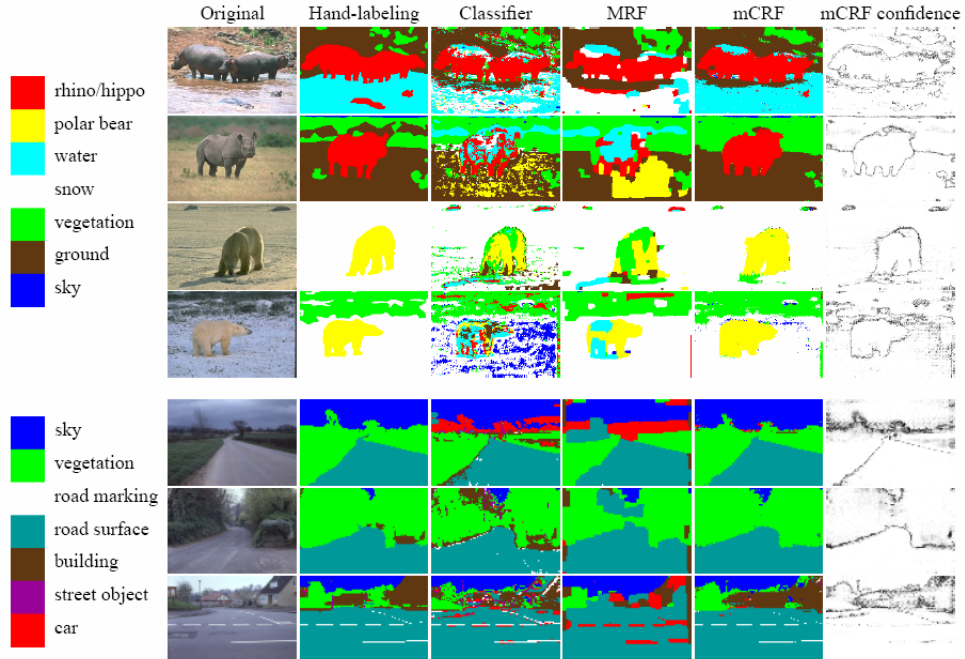 Original Hand-labeling Classifier MRF mCRF mCRF confidence
rhino/hippo
polar bear
water
snow
vegetation
ground
sky
sky
vegetation
road marking
road surface
building
street object
car